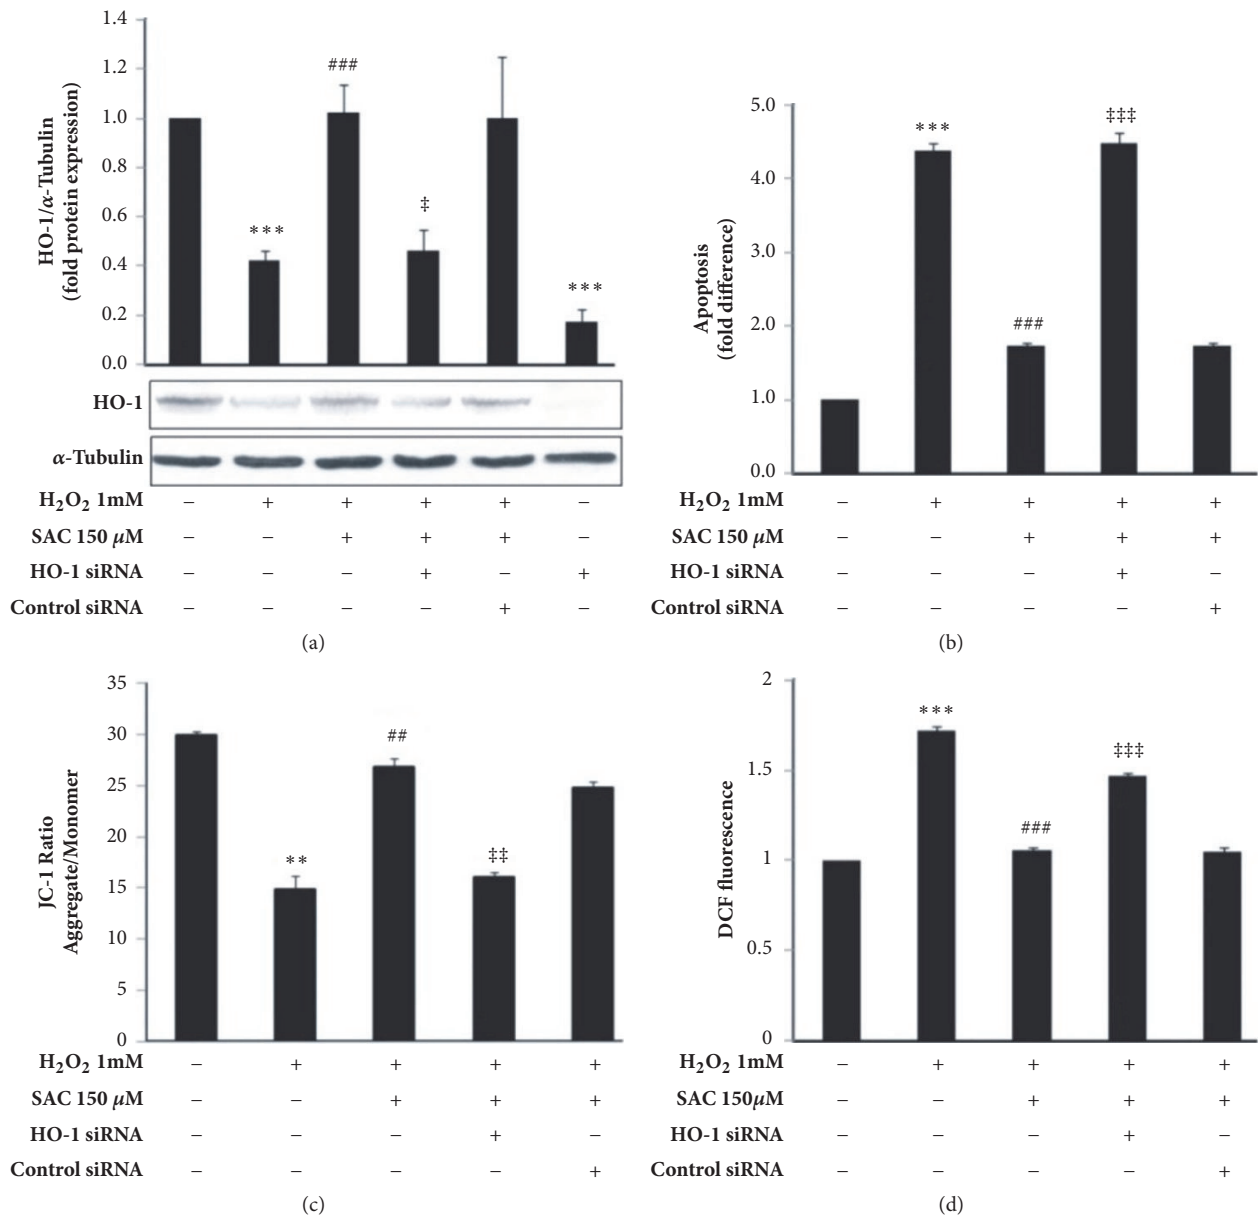 1.4
1.2
1.0
0.8
0.6
0.4
0.2
0.0
HO-1/α-Tubulin
(fold protein expression)
***
###
‡
***
HO-1
α-Tubulin
H2O2 1mM – + + + + –
SAC 150 μM – – + + + –
HO-1 siRNA – – – + – +
Control siRNA – – – – + –
(a)
5.0
4.0
3.0
2.0
1.0
0.0
Apoptosis
(fold difference)
***
###
‡‡‡
H2O2 1mM – + + + +
SAC 150 μM – – + + +
HO-1 siRNA – – – + –
Control siRNA – – – – +
(b)
35
30
25
20
15
10
5
0
JC-1 Ratio
Aggregate/Monomer
**
##
‡‡
H2O2 1mM – + + + +
SAC 150 μM – – + + +
HO-1 siRNA – – – + –
Control siRNA – – – – +
(c)
2
1.5
1
0.5
0
DCF fluorescence
***
###
‡‡‡
H2O2 1mM – + + + +
SAC 150μM – – + + +
HO-1 siRNA – – – + –
Control siRNA – – – – +
(d)